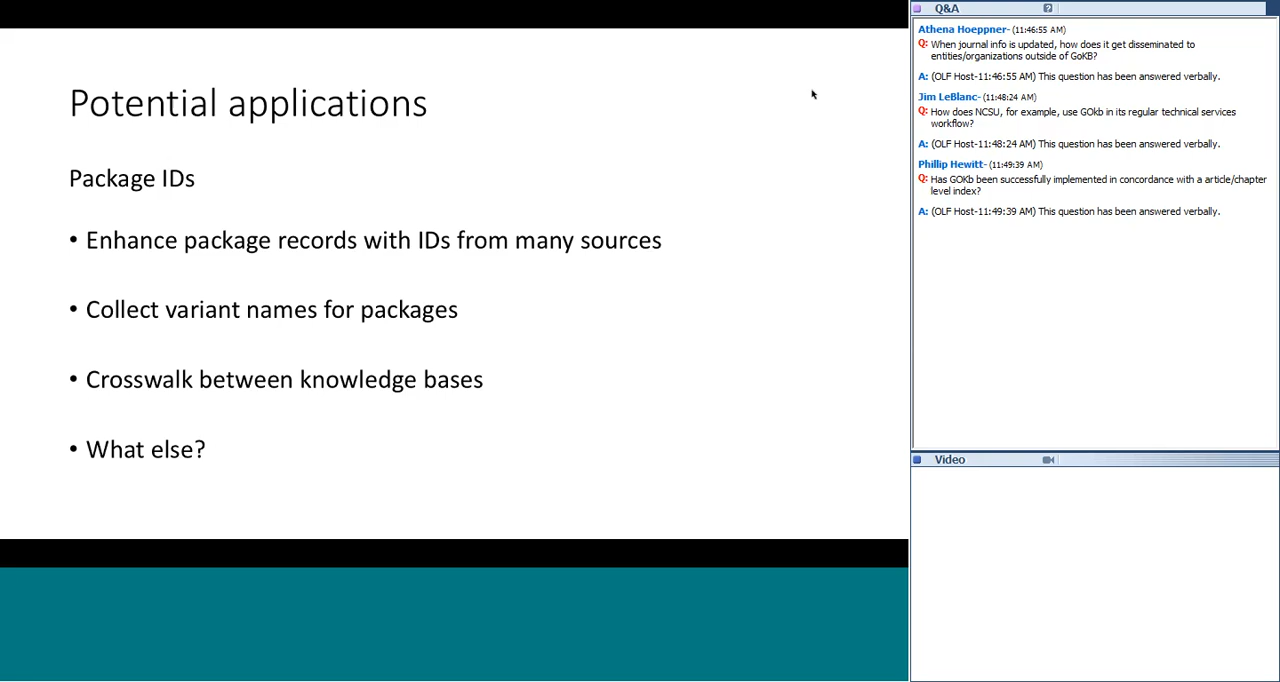 Potential applications
Package IDs
• Enhance package records with IDs from many sources
• Collect variant names for packages
• Crosswalk between knowledge bases
• What else?
Q&A
?
Athena Hoeppner- (11:46:55 AM)
Q: When journal info is updated, how does it get disseminated to
entities/organizations outside of GoKB?
A: (OLF Host-11:46:55 AM) This question has been answered verbally.
Jim LeBlanc- (11:48:24 AM)
Q: How does NCSU, for example, use GOkb in its regular technical services
workflow?
A: (OLF Host-11:48:24 AM) This question has been answered verbally.
Phillip Hewitt- (11:49:39 AM)
Q: Has GOKb been successfully implemented in concordance with a article/chapter
level index?
A: (OLF Host-11:49:39 AM) This question has been answered verbally.
Video